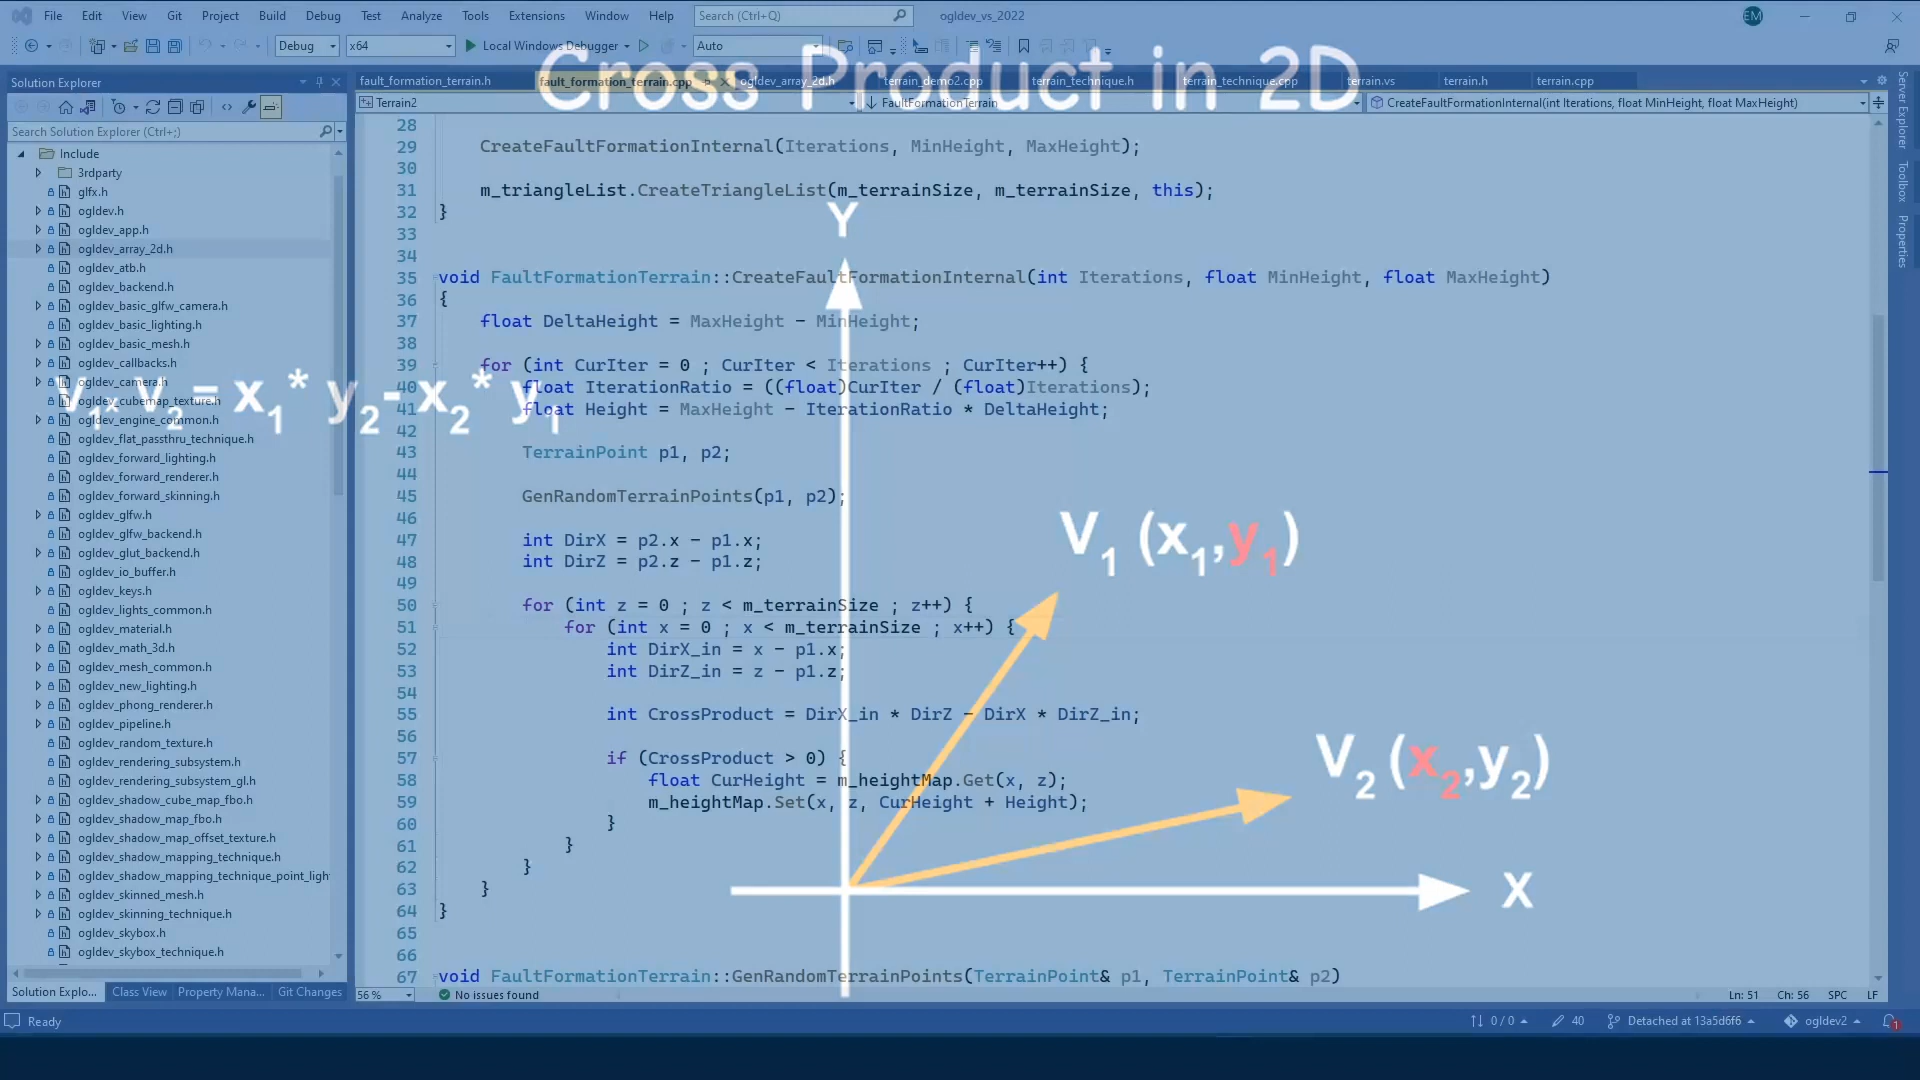 File Edit View Git Project Build Debug Test Analyze Tools Extensions Window Help Search (Ctrl+Q) ogldev_vs_2022 EM
Debug x64 Local Windows Debugger Auto
Cross Product in 2D
Solution Explorer
fault_formation_terrain.h fault_formation_terrain.cpp ogldev_array_2d.h terrain_demo2.cpp terrain_technique.h terrain_technique.cpp terrain.vs terrain.h terrain.cpp
Terrain2 FaultFormationTerrain CreateFaultFormationInternal(int Iterations, float MinHeight, float MaxHeight)
Search Solution Explorer (Ctrl+;)
Include
3rdparty
glfx.h
ogldev.h
ogldev_app.h
ogldev_array_2d.h
ogldev_atb.h
ogldev_backend.h
ogldev_basic_glfw_camera.h
ogldev_basic_lighting.h
ogldev_basic_mesh.h
ogldev_callbacks.h
ogldev_camera.h
ogldev_cubemap_texture.h
ogldev_engine_common.h
ogldev_flat_passthru_technique.h
ogldev_forward_lighting.h
ogldev_forward_renderer.h
ogldev_forward_skinning.h
ogldev_glfw.h
ogldev_glfw_backend.h
ogldev_glut_backend.h
ogldev_io_buffer.h
ogldev_keys.h
ogldev_lights_common.h
ogldev_material.h
ogldev_math_3d.h
ogldev_mesh_common.h
ogldev_new_lighting.h
ogldev_phong_renderer.h
ogldev_pipeline.h
ogldev_random_texture.h
ogldev_rendering_subsystem.h
ogldev_rendering_subsystem_gl.h
ogldev_shadow_cube_map_fbo.h
ogldev_shadow_map_fbo.h
ogldev_shadow_map_offset_texture.h
ogldev_shadow_mapping_technique.h
ogldev_shadow_mapping_technique_point_ligh
ogldev_skinned_mesh.h
ogldev_skinning_technique.h
ogldev_skybox.h
ogldev_skybox_technique.h
Solution Explo... Class View Property Mana... Git Changes
28
29 CreateFaultFormationInternal(Iterations, MinHeight, MaxHeight);
30
31 m_triangleList.CreateTriangleList(m_terrainSize, m_terrainSize, this);
32 }
33
34
35 void FaultFormationTerrain::CreateFaultFormationInternal(int Iterations, float MinHeight, float MaxHeight)
36 {
37 float DeltaHeight = MaxHeight - MinHeight;
38
39 for (int CurIter = 0 ; CurIter < Iterations ; CurIter++) {
40 float IterationRatio = ((float)CurIter / (float)Iterations);
41 float Height = MaxHeight - IterationRatio * DeltaHeight;
42
43 TerrainPoint p1, p2;
44
45 GenRandomTerrainPoints(p1, p2);
46
47 int DirX = p2.x - p1.x;
48 int DirZ = p2.z - p1.z;
49
50 for (int z = 0 ; z < m_terrainSize ; z++) {
51 for (int x = 0 ; x < m_terrainSize ; x++) {
52 int DirX_in = x - p1.x;
53 int DirZ_in = z - p1.z;
54
55 int CrossProduct = DirX_in * DirZ - DirX * DirZ_in;
56
57 if (CrossProduct > 0) {
58 float CurHeight = m_heightMap.Get(x, z);
59 m_heightMap.Set(x, z, CurHeight + Height);
60 }
61 }
62 }
63 }
64 }
65
66
67 void FaultFormationTerrain::GenRandomTerrainPoints(TerrainPoint& p1, TerrainPoint& p2)
V1 x V2 = x1 * y2 - x2 * y1
Y
V1 (x1,y1)
V2 (x2,y2)
X
Server Explorer
Toolbox
Properties
56 % No issues found Ln: 51 Ch: 56 SPC LF
Ready 0 / 0 40 Detached at 13a5d6f6 ogldev2 1